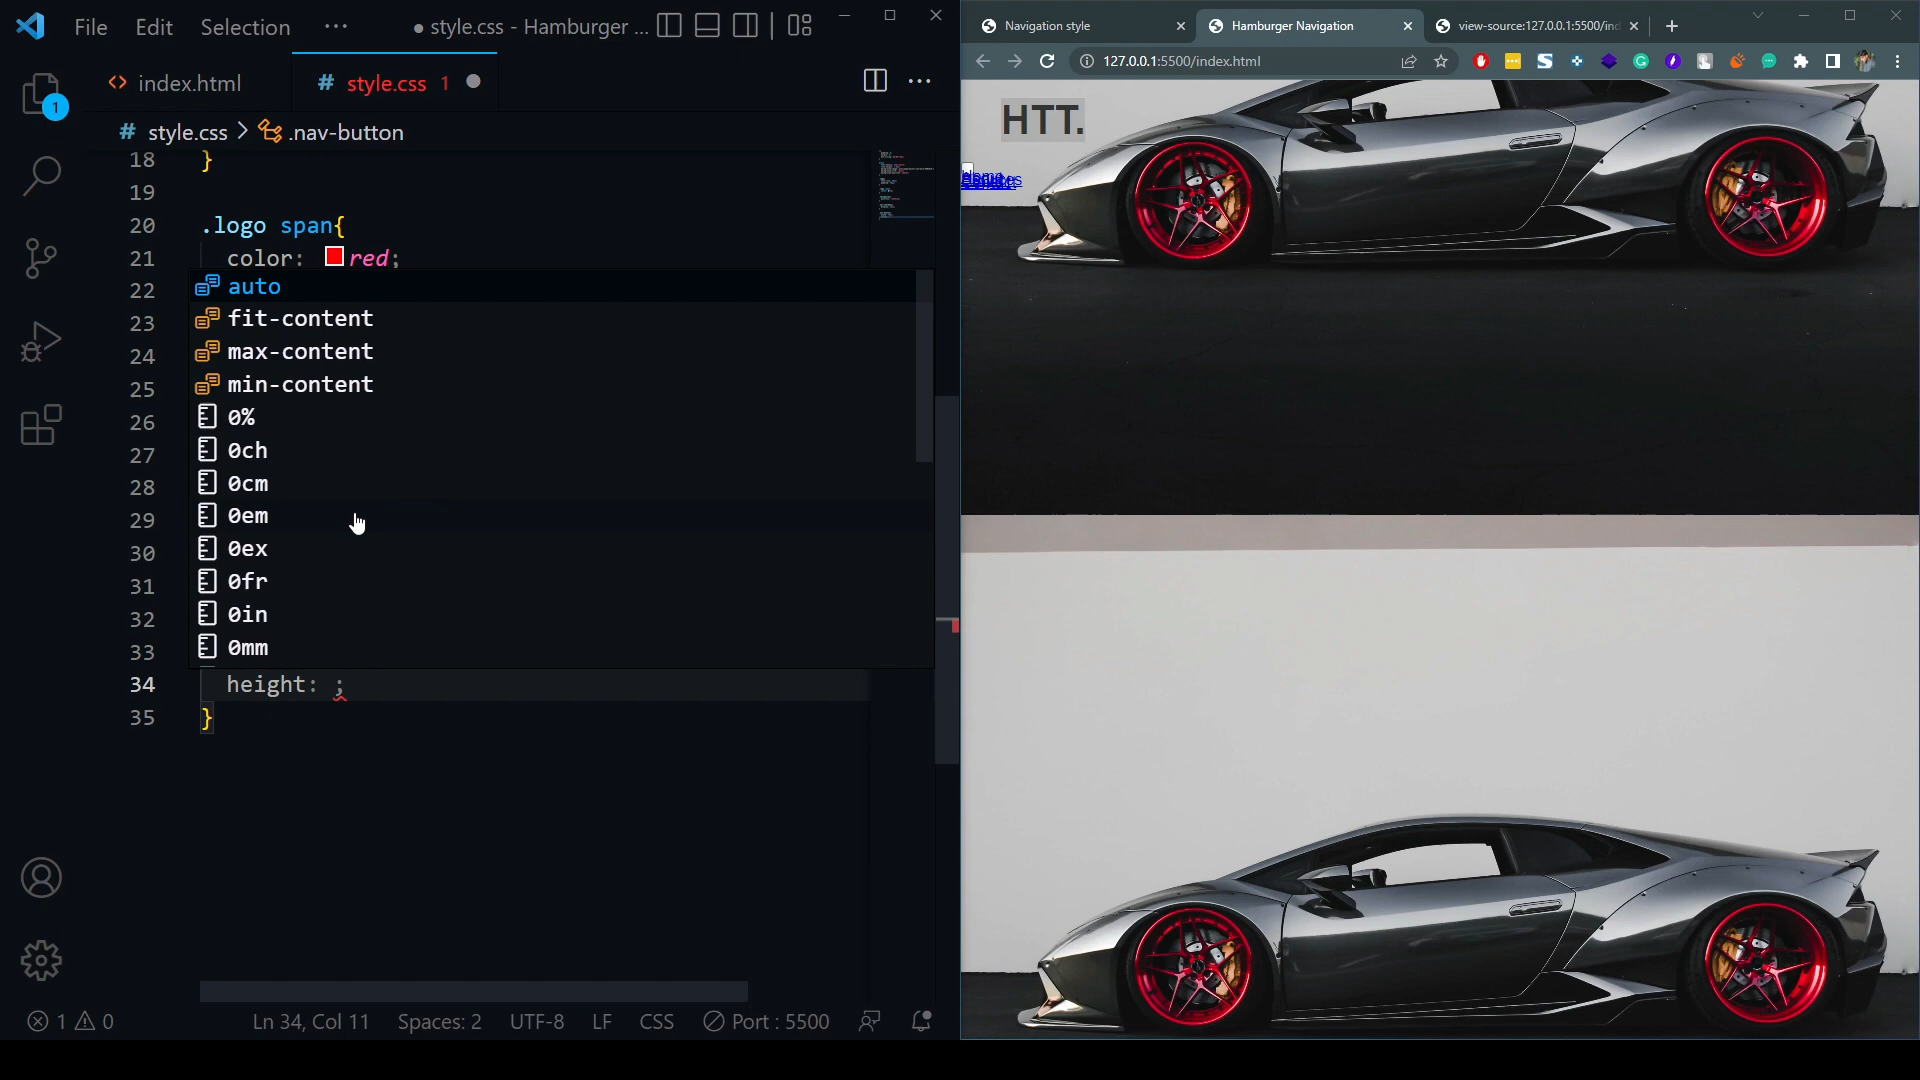 File Edit Selection ···
● style.css - Hamburger ...
index.html
# style.css 1
1
# style.css > .nav-button
18 }
19
20 .logo span{
21 color: red;
22
23
24
25
26
27
28
29
30
31
32
33
auto
fit-content
max-content
min-content
0%
0ch
0cm
0em
0ex
0fr
0in
0mm
34 height: ;
35 }
1 0
Ln 34, Col 11
Spaces: 2
UTF-8
LF
CSS
Port : 5500
Navigation style
Hamburger Navigation
view-source:127.0.0.1:5500/ind
127.0.0.1:5500/index.html
HTT.